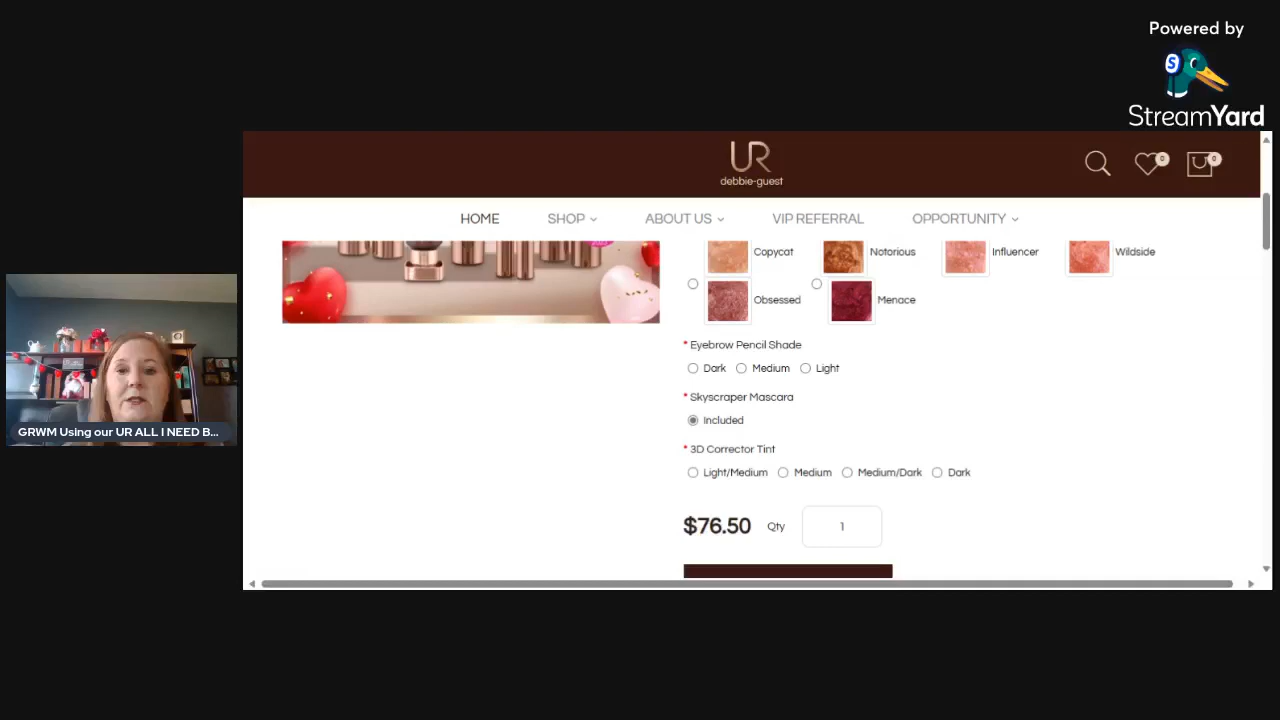 Powered by
StreamYard
UR
debbie-guest
0
0
HOME
SHOP
ABOUT US
VIP REFERRAL
OPPORTUNITY
Copycat
Notorious
Influencer
Wildside
Obsessed
Menace
* Eyebrow Pencil Shade
Dark
Medium
Light
* Skyscraper Mascara
Included
* 3D Corrector Tint
Light/Medium
Medium
Medium/Dark
Dark
$76.50
Qty
1
GRWM Using our UR ALL I NEED B...